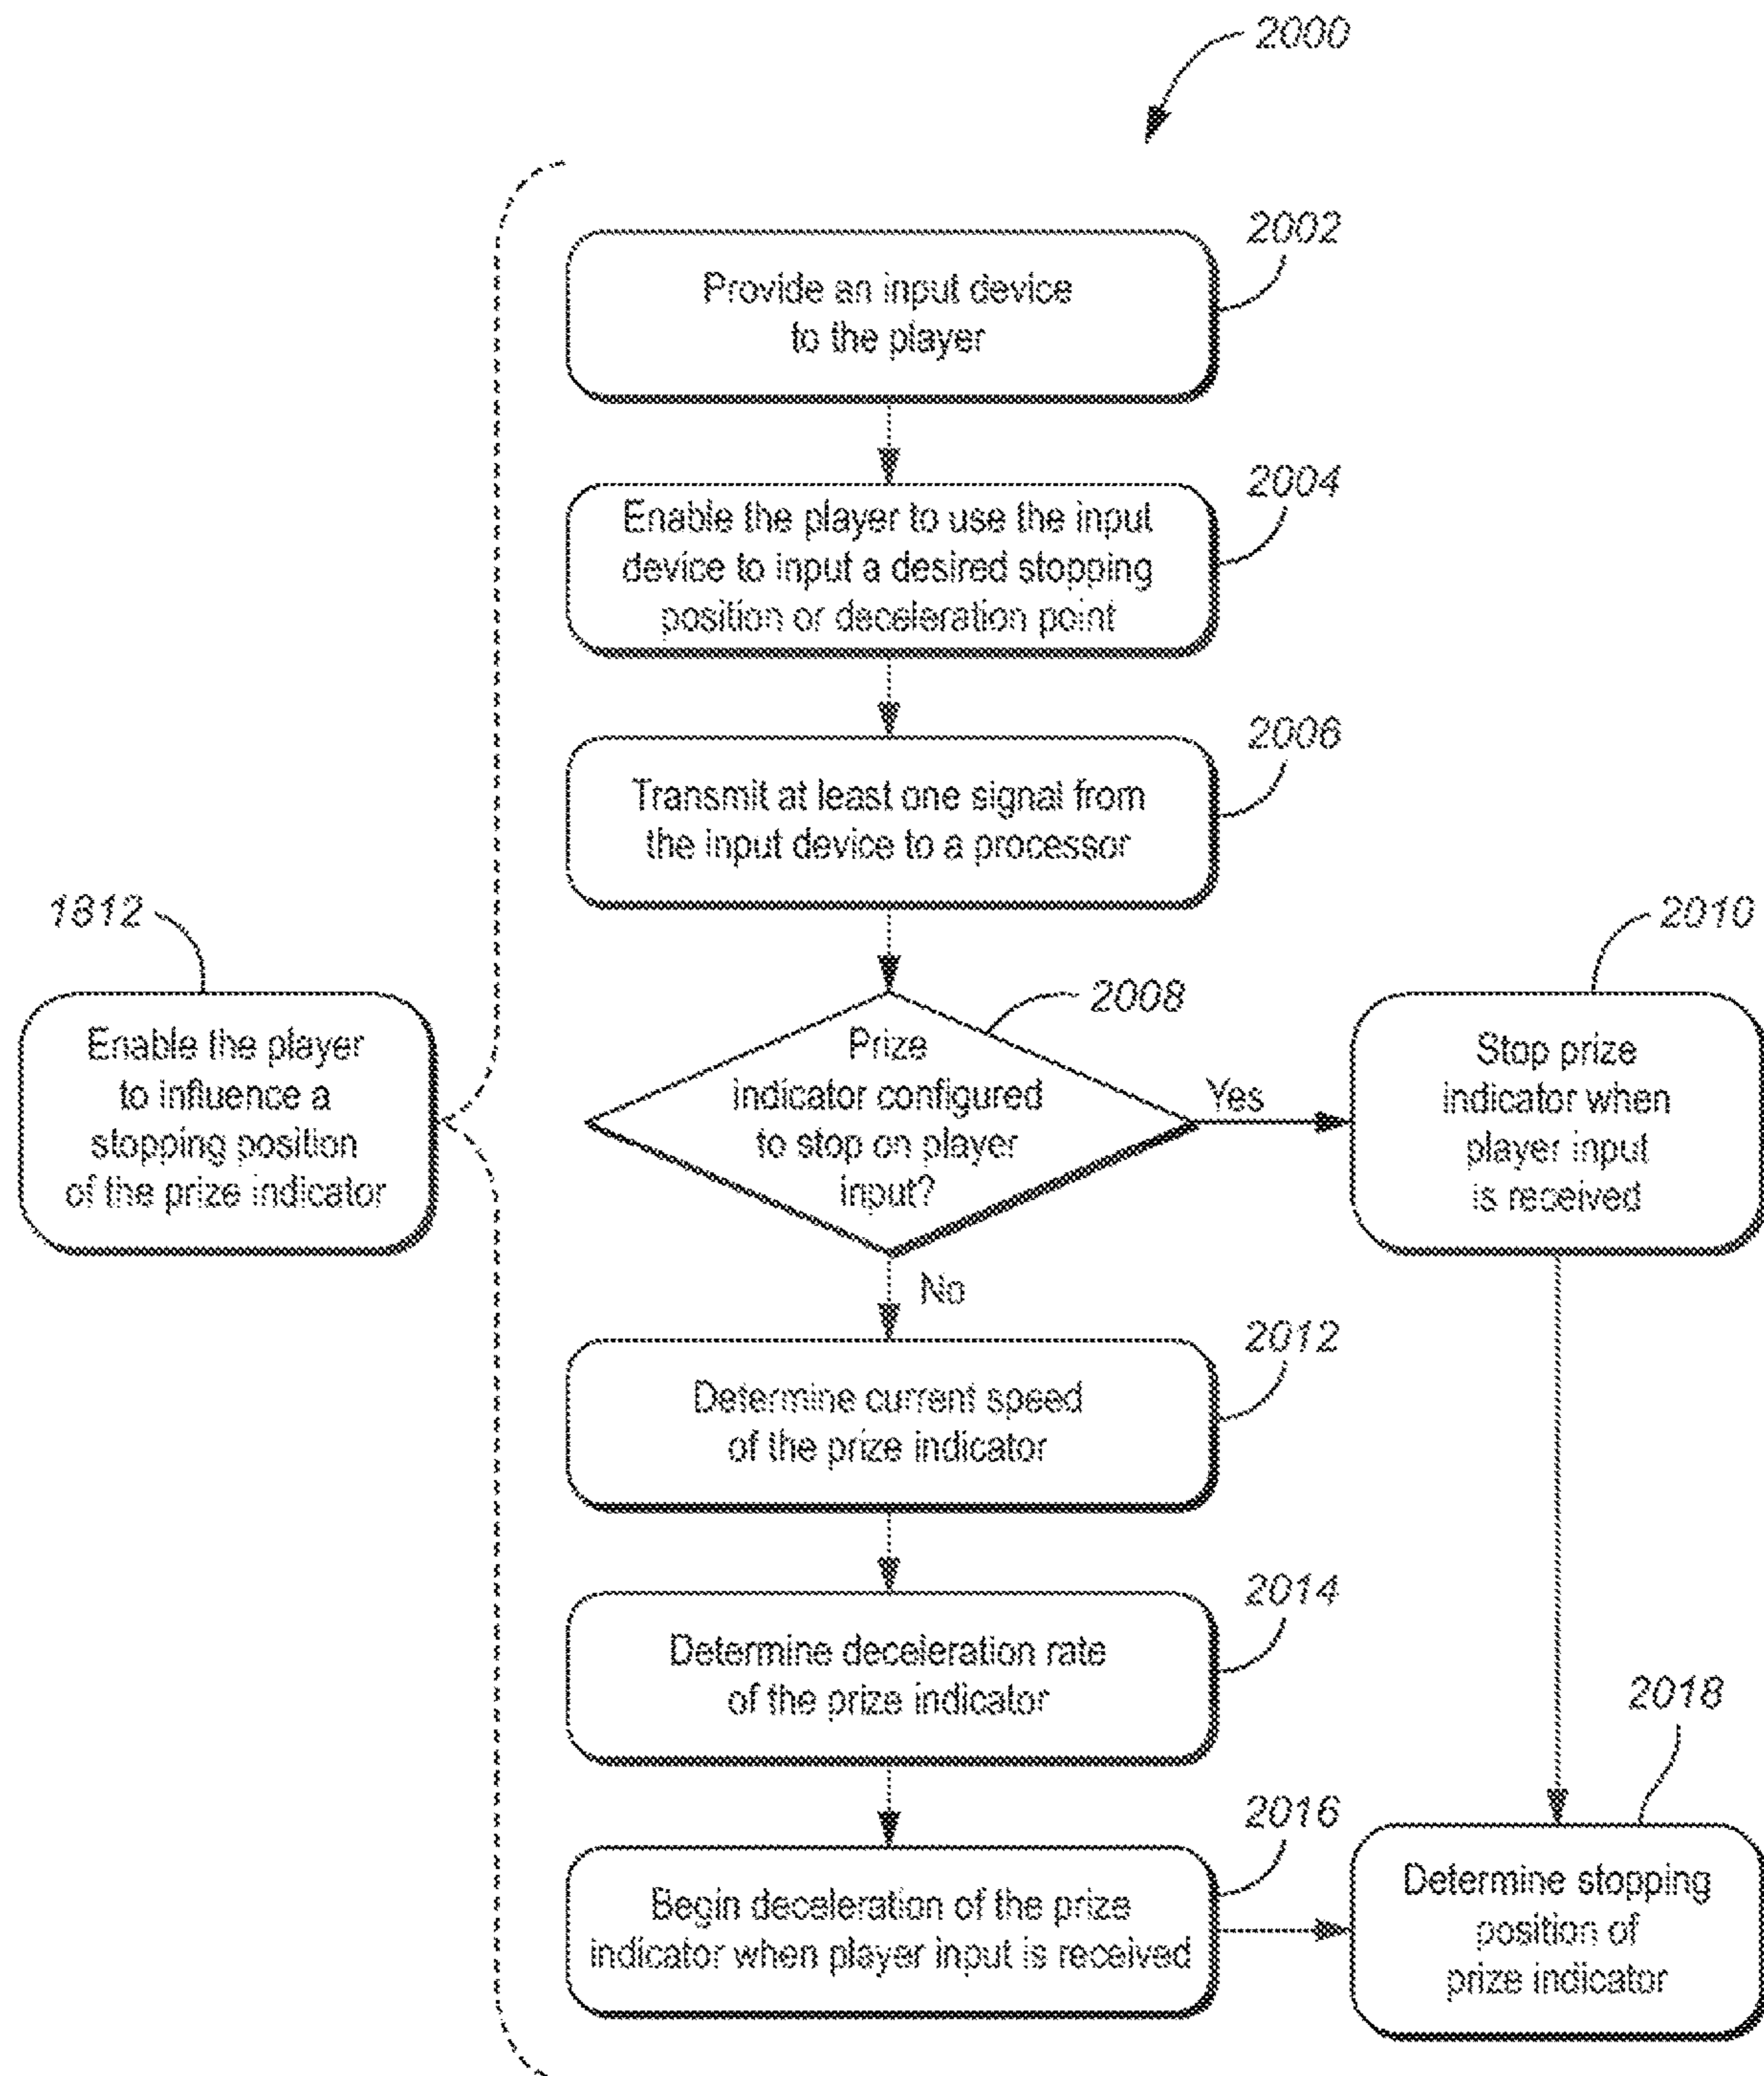 2000
2002
Provide an input device
to the player
2004
Enable the player to use the input
device to input a desired stopping
position or deceleration point
2006
Transmit at least one signal from
the input device to a processor
1812
Enable the player
to influence a
stopping position
of the prize indicator
2008
Prize
indicator configured
to stop on player
input?
Yes
No
2010
Stop prize
indicator when
player input
is received
2012
Determine current speed
of the prize indicator
2014
Determine deceleration rate
of the prize indicator
2016
Begin deceleration of the prize
indicator when player input is received
2018
Determine stopping
position of
prize indicator